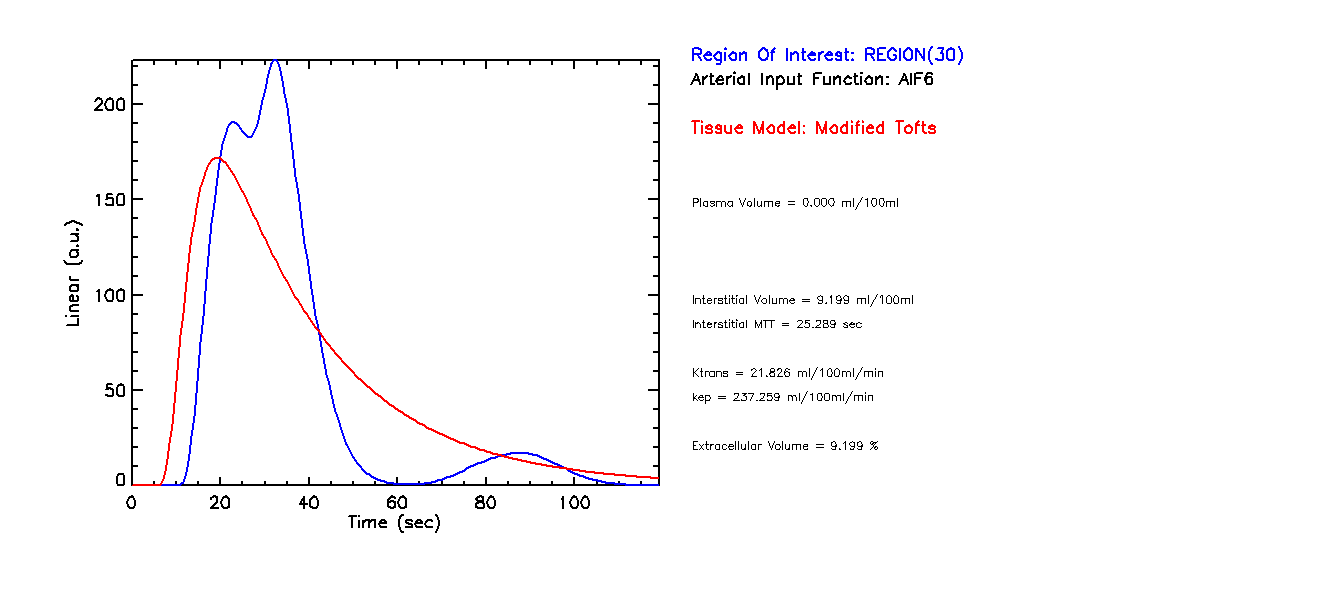 Region Of Interest: REGION(30)
Arterial Input Function: AIF6
Tissue Model: Modified Tofts
Plasma Volume = 0.000 ml/100ml
Interstitial Volume = 9.199 ml/100ml
Interstitial MTT = 25.289 sec
Ktrans = 21.826 ml/100ml/min
kep = 237.259 ml/100ml/min
Extracellular Volume = 9.199 %
Linear (a.u.)
200
150
100
50
0
0 20 40 60 80 100
Time (sec)